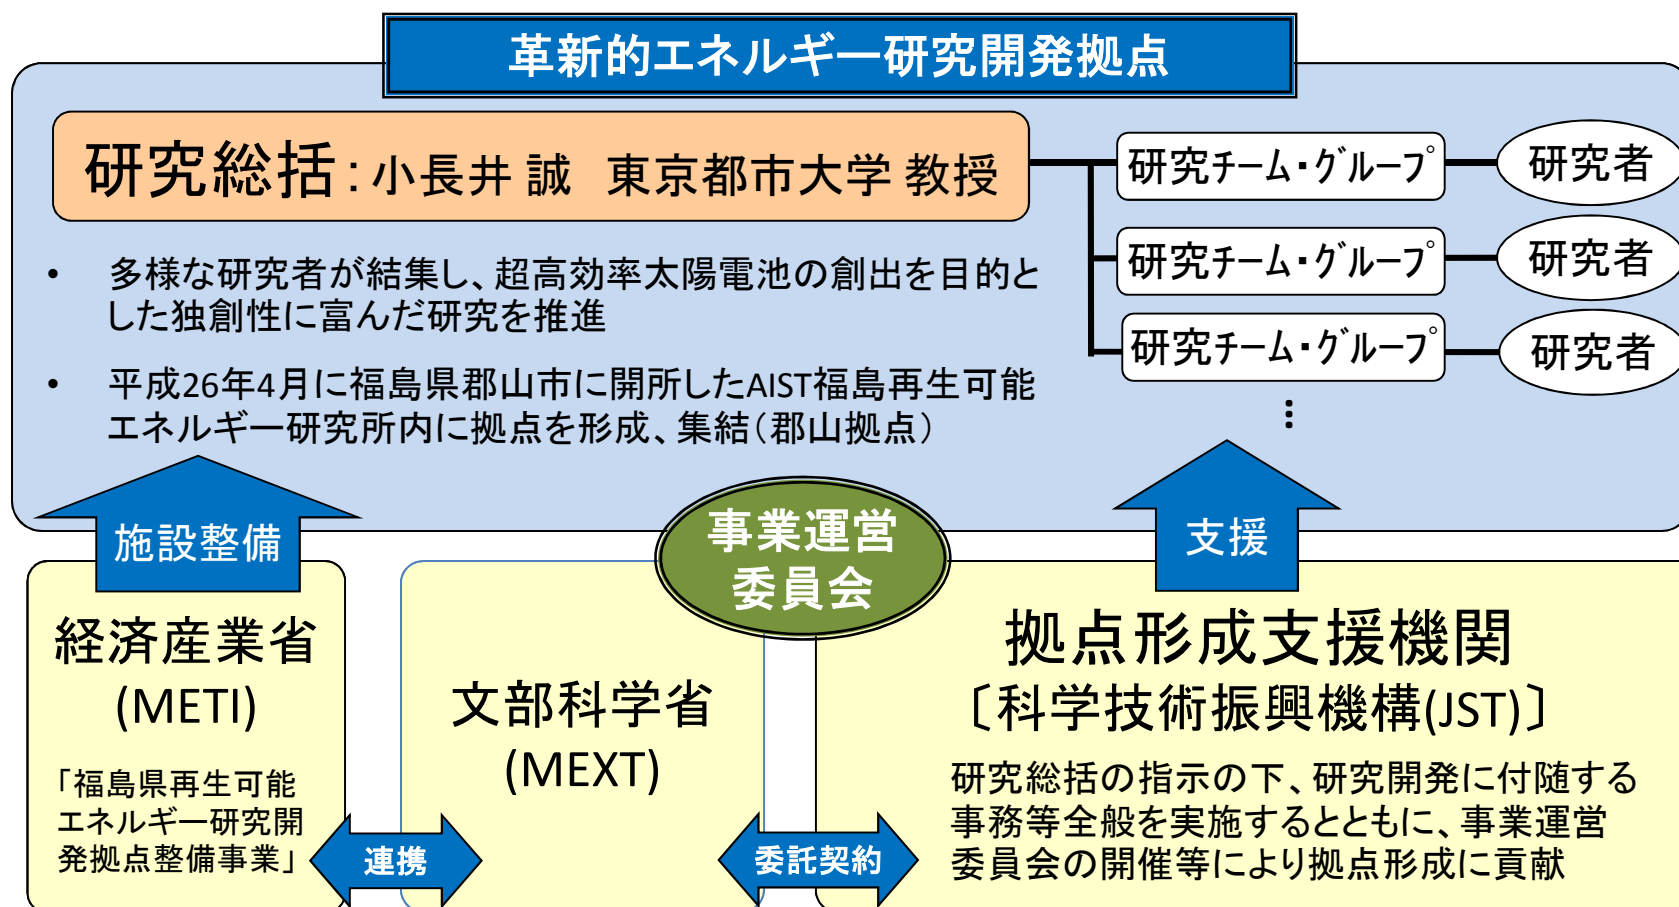 革新的エネルギー研究開発拠点
研究総括：小長井 誠　東京都市大学 教授
研究チーム・グループ
研究者
研究チーム・グループ
研究者
研究チーム・グループ
研究者
⋮
• 多様な研究者が結集し、超高効率太陽電池の創出を目的と
した独創性に富んだ研究を推進
• 平成26年4月に福島県郡山市に開所したAIST福島再生可能
エネルギー研究所内に拠点を形成、集結（郡山拠点）
施設整備
事業運営
委員会
支援
経済産業省
(METI)
「福島県再生可能
エネルギー研究開
発拠点整備事業」
連携
文部科学省
(MEXT)
委託契約
拠点形成支援機関
〔科学技術振興機構(JST)〕
研究総括の指示の下、研究開発に付随する
事務等全般を実施するとともに、事業運営
委員会の開催等により拠点形成に貢献